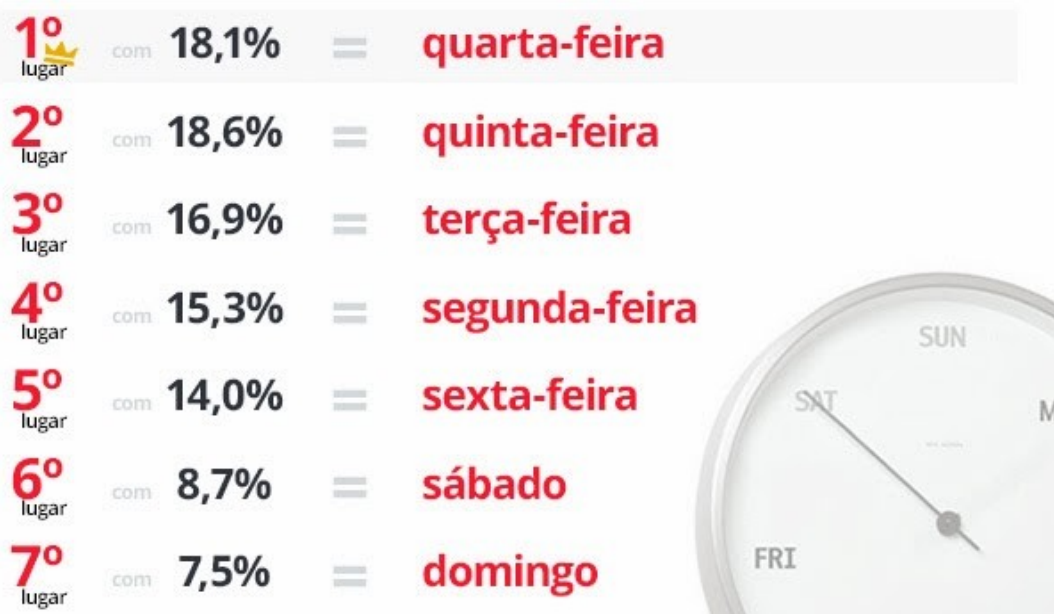 1º lugar com 18,1% = quarta-feira
2º lugar com 18,6% = quinta-feira
3º lugar com 16,9% = terça-feira
4º lugar com 15,3% = segunda-feira
5º lugar com 14,0% = sexta-feira
6º lugar com 8,7% = sábado
7º lugar com 7,5% = domingo
SUN
SAT
M
FRI